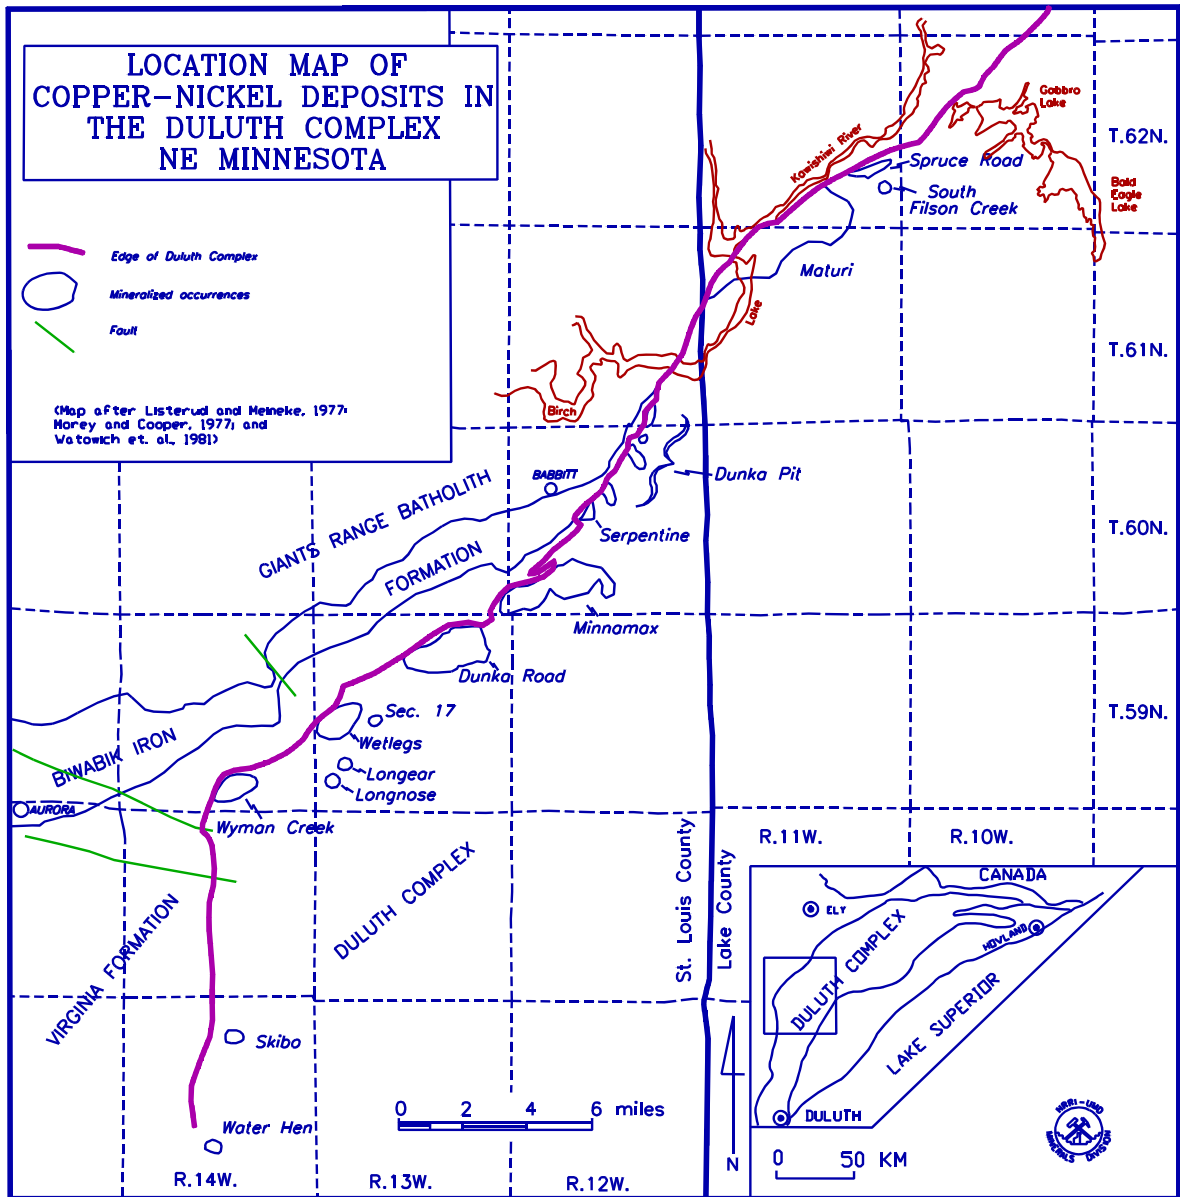 LOCATION MAP OF
COPPER-NICKEL DEPOSITS IN
THE DULUTH COMPLEX
NE MINNESOTA
Edge of Duluth Complex
Mineralized occurrences
Fault
(Map after Listerud and Meineke, 1977;
Morey and Cooper, 1977; and
Watowich et. al., 1981)
Gabbro
Lake
T.62N.
Kawishiwi River
Spruce Road
Bald
Eagle
Lake
South
Filson Creek
Maturi
Lake
T.61N.
Birch
BABBITT
Dunka Pit
GIANTS RANGE BATHOLITH
T.60N.
Serpentine
FORMATION
Minnamax
Dunka Road
Sec. 17
T.59N.
Wetlegs
BIWABIK IRON
Longear
Longnose
AURORA
Wyman Creek
R.11W.
R.10W.
St. Louis County
Lake County
DULUTH COMPLEX
VIRGINIA FORMATION
CANADA
ELY
HOVLAND
DULUTH COMPLEX
LAKE SUPERIOR
DULUTH
Skibo
Water Hen
0 2 4 6 miles
N
0 50 KM
NRRI-UMD
MINERALS DIVISION
R.14W.
R.13W.
R.12W.